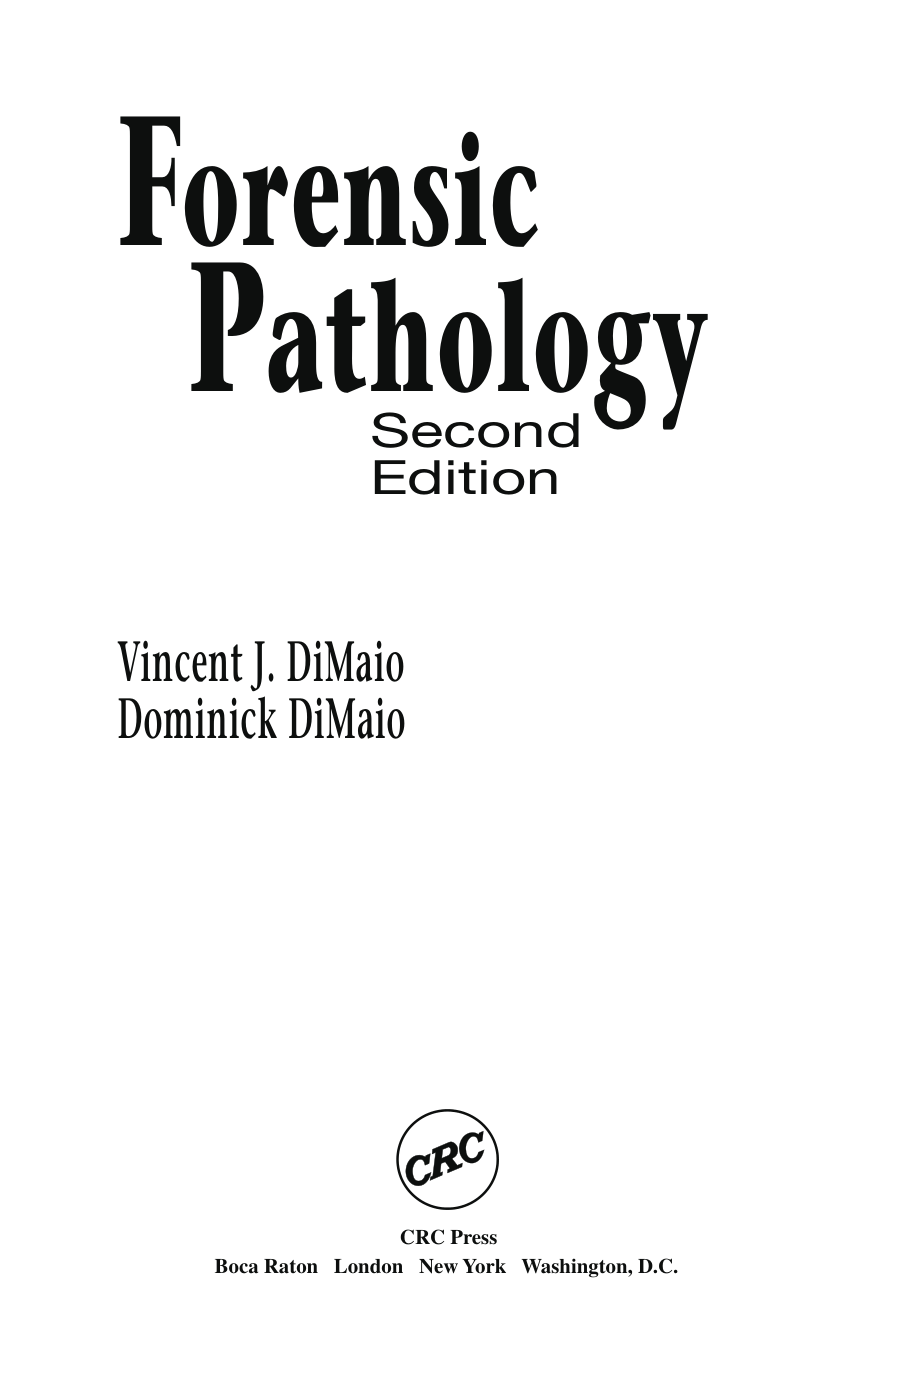 Forensic
Pathology
Second
Edition
Vincent J. DiMaio
Dominick DiMaio
CRC
CRC Press
Boca Raton London New York Washington, D.C.